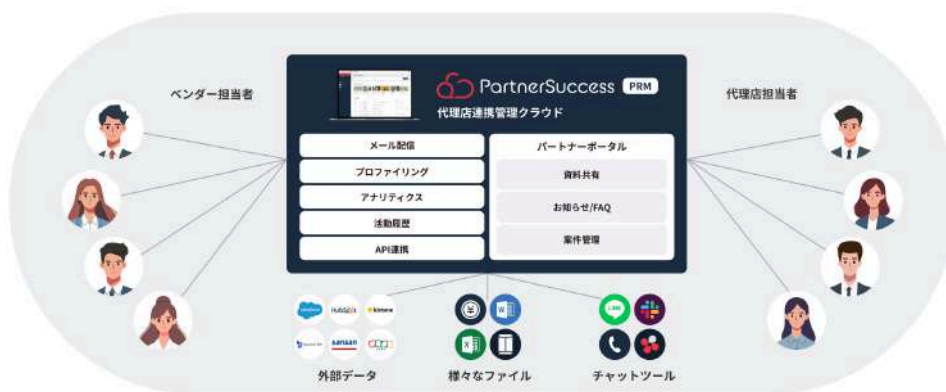 ベンダー担当者
PartnerSuccess PRM
代理店連携管理クラウド
代理店担当者
メール配信
プロファイリング
アナリティクス
活動履歴
API連携
パートナーポータル
資料共有
お知らせ/FAQ
案件管理
salesforce
HubSpot
kintone
sansan
LINE
外部データ
様々なファイル
チャットツール